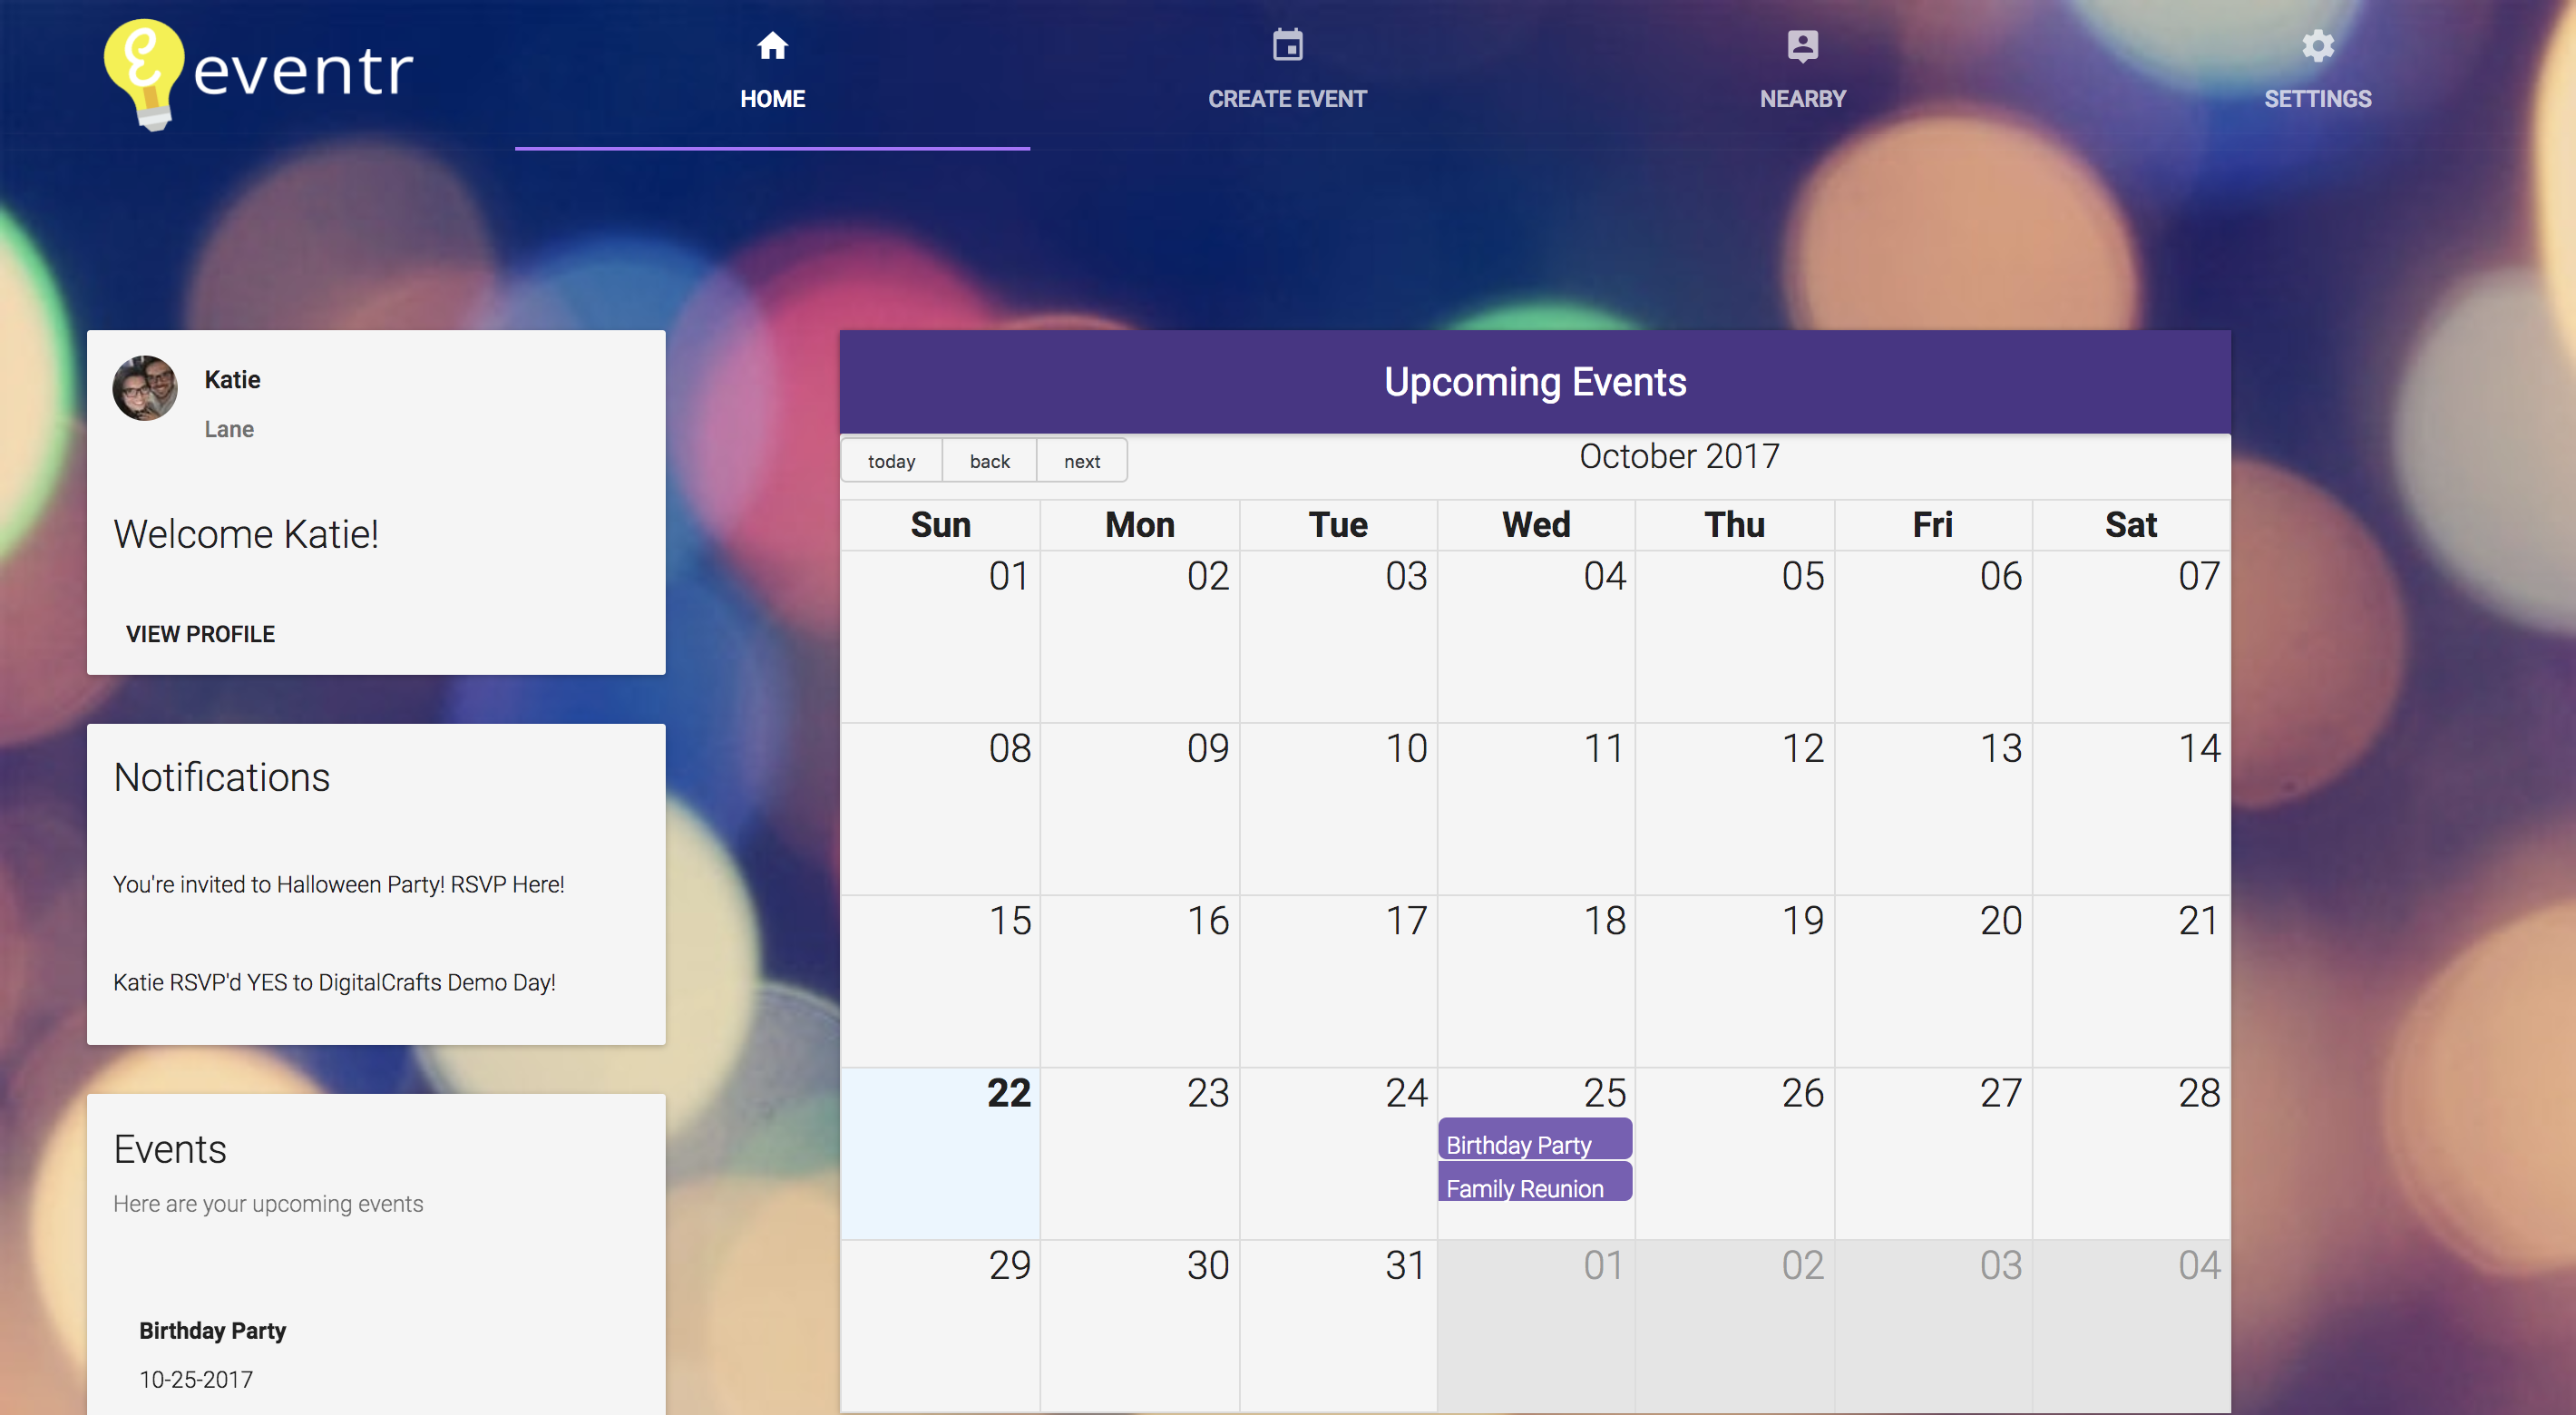 eventr
HOME
CREATE EVENT
NEARBY
SETTINGS
Katie
Lane
Welcome Katie!
VIEW PROFILE
Notifications
You're invited to Halloween Party! RSVP Here!
Katie RSVP'd YES to DigitalCrafts Demo Day!
Events
Here are your upcoming events
Birthday Party
10-25-2017
Upcoming Events
today back next
October 2017
Sun Mon Tue Wed Thu Fri Sat
01 02 03 04 05 06 07
08 09 10 11 12 13 14
15 16 17 18 19 20 21
22 23 24 25 26 27 28
Birthday Party
Family Reunion
29 30 31 01 02 03 04